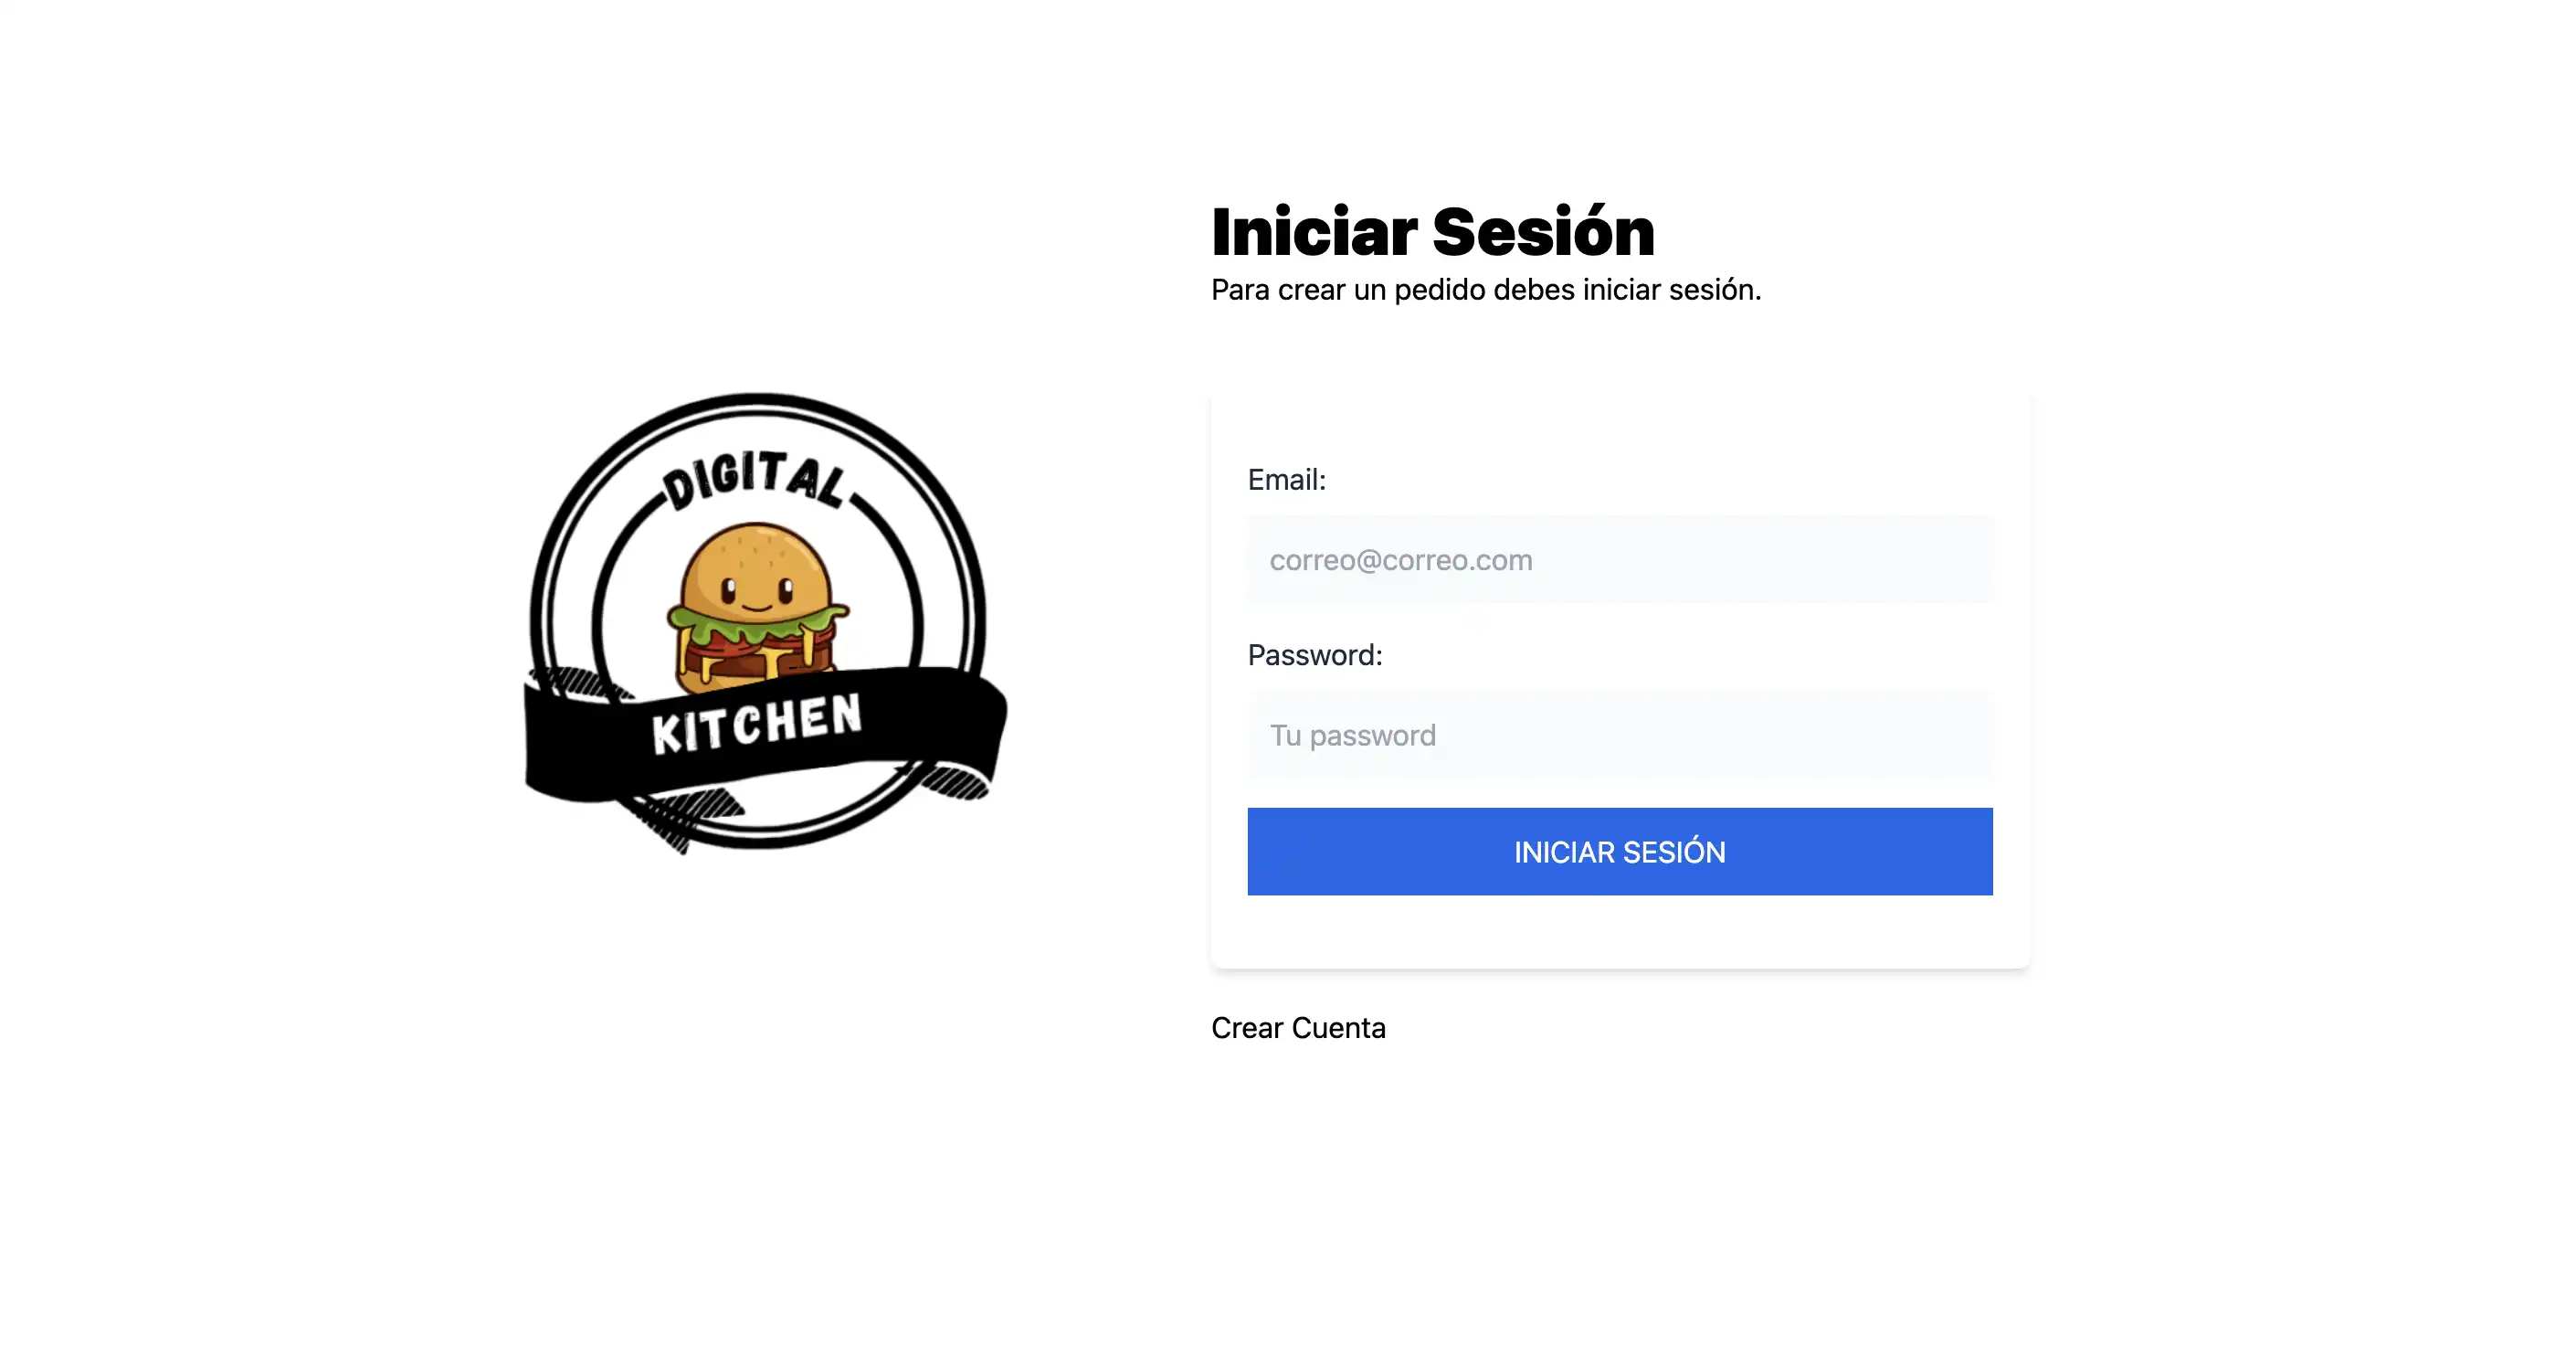 Iniciar Sesión
Para crear un pedido debes iniciar sesión.
DIGITAL
KITCHEN
Email:
correo@correo.com
Password:
Tu password
INICIAR SESIÓN
Crear Cuenta